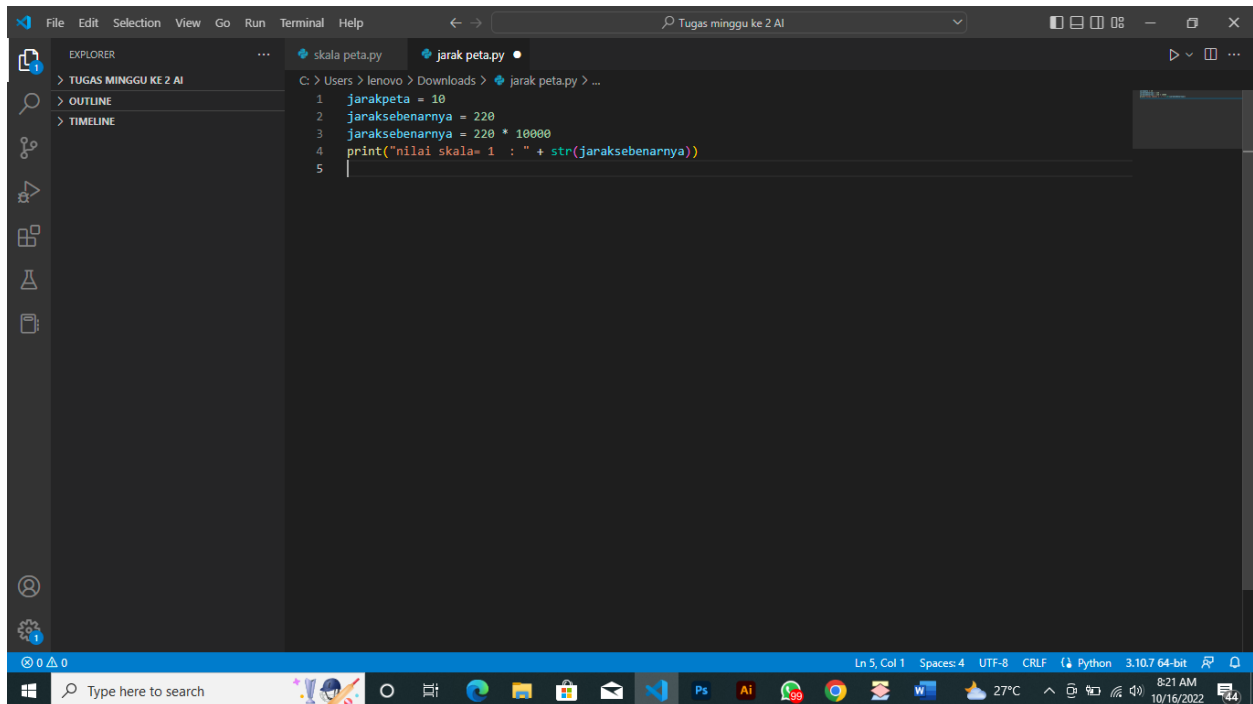 File Edit Selection View Go Run Terminal Help
Tugas minggu ke 2 AI
EXPLORER
skala peta.py
jarak peta.py
TUGAS MINGGU KE 2 AI
OUTLINE
TIMELINE
C: > Users > lenovo > Downloads > jarak peta.py > ...
1 jarakpeta = 10
2 jaraksebenarnya = 220
3 jaraksebenarnya = 220 * 10000
4 print("nilai skala= 1  : " + str(jaraksebenarnya))
5
1
1
0 0
Ln 5, Col 1 Spaces: 4 UTF-8 CRLF Python 3.10.7 64-bit
Type here to search
Ps
Ai
99
27°C
8:21 AM
10/16/2022
44